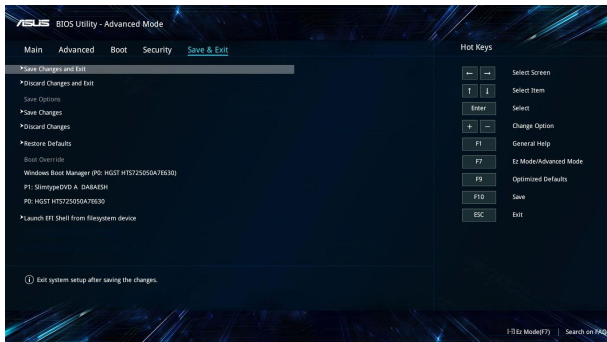 ASUS BIOS Utility - Advanced Mode
Main Advanced Boot Security Save & Exit
Save Changes and Exit
Discard Changes and Exit
Save Options
Save Changes
Discard Changes
Restore Defaults
Boot Override
Windows Boot Manager (P0: HGST HTS725050A7E630)
P1: SlimtypeDVD A DA8AESH
P0: HGST HTS725050A7E630
Launch EFI Shell from filesystem device
Exit system setup after saving the changes.
Hot Keys
← → Select Screen
↑ ↓ Select Item
Enter Select
+ − Change Option
F1 General Help
F7 Ez Mode/Advanced Mode
F9 Optimized Defaults
F10 Save
ESC Exit
Ez Mode(F7) | Search on FAQ